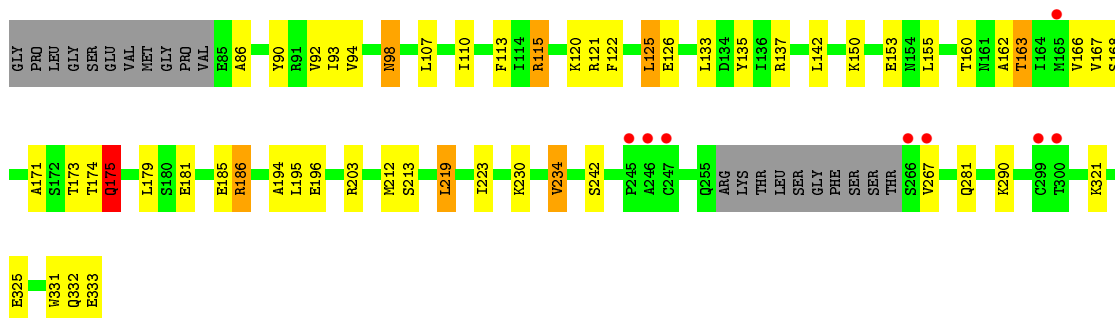 GLY PRO LEU GLY SER GLU VAL MET GLY PRO VAL E85 A86 Y90 R91 V92 I93 V94 N98 L107 I110 F113 I114 R115 K120 R121 F122 L125 E126 L133 D134 Y135 I136 R137 L142 K150 E153 N154 L155 T160 N161 A162 T163 I164 M165 V166 V167 S168
A171 S172 T173 T174 Q175 L179 S180 E181 E185 R186 A194 L195 E196 R203 M212 S213 L219 I223 K230 V234 S242 P245 A246 C247 Q255 ARG LYS THR LEU SER GLY PHE SER SER THR S266 V267 Q281 K290 C299 T300 K321
E325 W331 Q332 E333